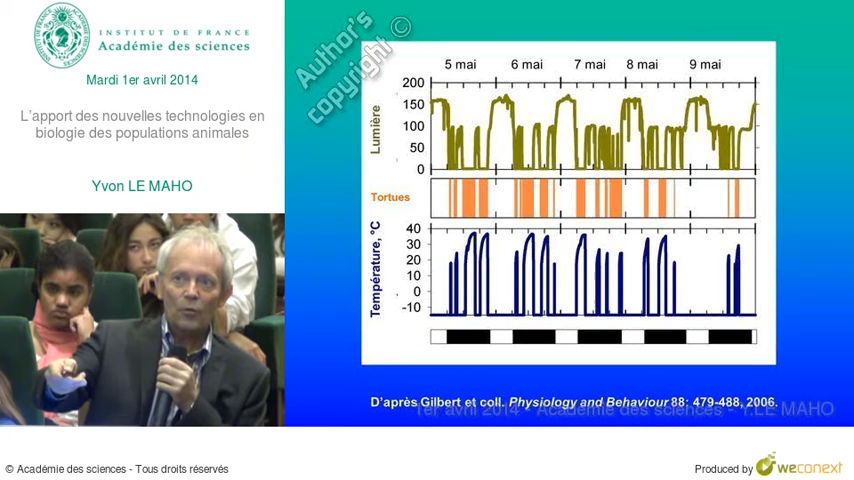 INSTITUT DE FRANCE
Académie des sciences
Mardi 1er avril 2014
L'apport des nouvelles technologies en
biologie des populations animales
Yvon LE MAHO
Author's
copyright ©
5 mai 6 mai 7 mai 8 mai 9 mai
Lumière
200
150
100
50
0
Tortues
Température, °C
40
30
20
10
0
-10
D'après Gilbert et coll. Physiology and Behaviour 88: 479-488, 2006.
1er avril 2014 - Académie des sciences - Y.LE MAHO
© Académie des sciences - Tous droits réservés
Produced by weconext